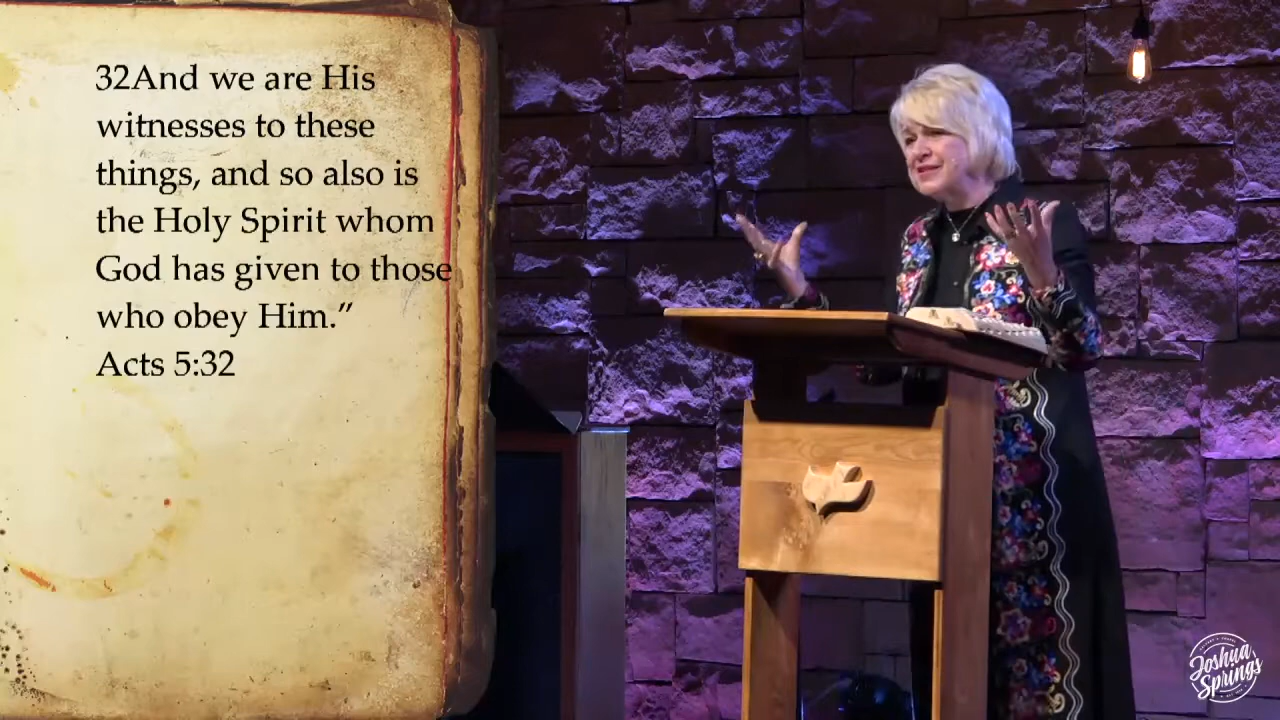 32And we are His
witnesses to these
things, and so also is
the Holy Spirit whom
God has given to those
who obey Him.”
Acts 5:32
Joshua
Springs